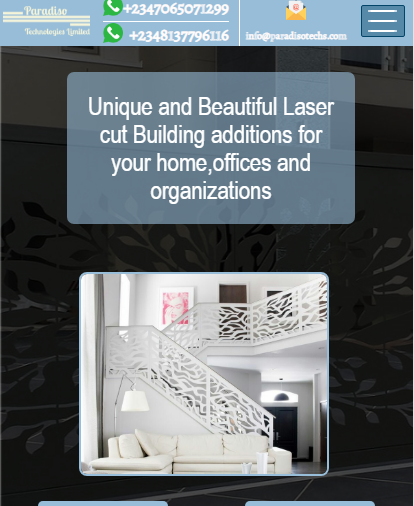 Paradiso
Technologies Limited
+2347065071299
+2348137796116
info@paradisotechs.com
Unique and Beautiful Laser
cut Building additions for
your home,offices and
organizations